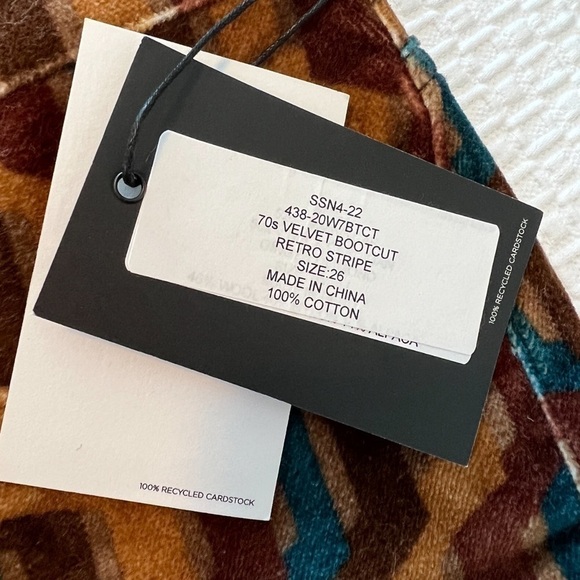 SSN4-22
438-20W7BTCT
70s VELVET BOOTCUT
RETRO STRIPE
SIZE:26
MADE IN CHINA
100% COTTON
ALPACA
100% RECYCLED CARDSTOCK
100% RECYCLED CARDSTOCK